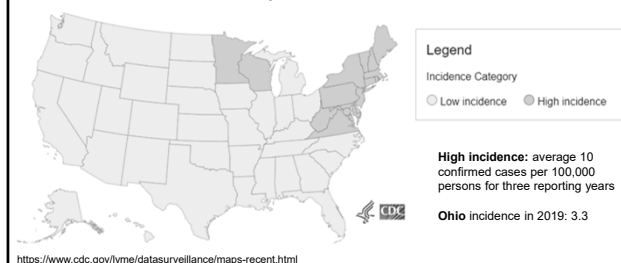 Legend
Incidence Category
Low incidence
High incidence
High incidence: average 10
confirmed cases per 100,000
persons for three reporting years
Ohio incidence in 2019: 3.3
CDC
https://www.cdc.gov/lyme/datasurveillance/maps-recent.html